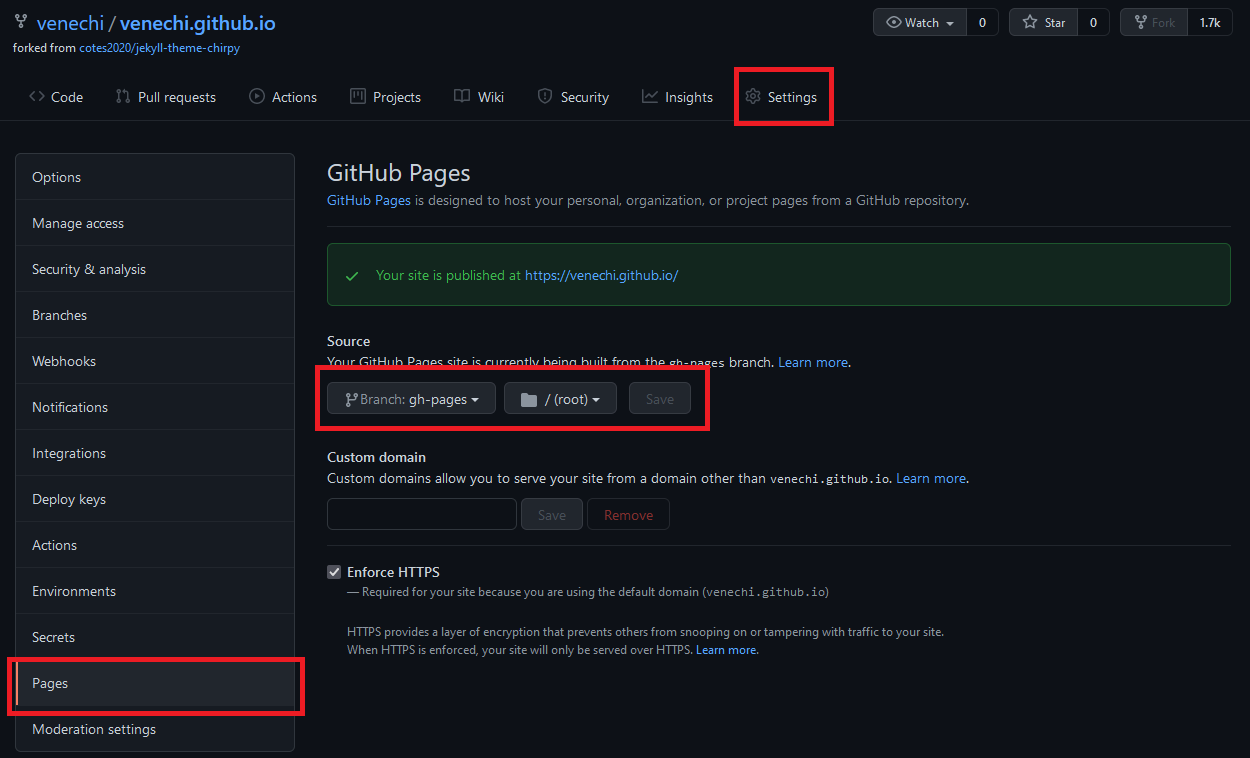 venechi / venechi.github.io
Watch 0 Star 0 Fork 1.7k
forked from cotes2020/jekyll-theme-chirpy
Code Pull requests Actions Projects Wiki Security Insights Settings
Options
Manage access
Security & analysis
Branches
Webhooks
Notifications
Integrations
Deploy keys
Actions
Environments
Secrets
Pages
Moderation settings
GitHub Pages
GitHub Pages is designed to host your personal, organization, or project pages from a GitHub repository.
Your site is published at https://venechi.github.io/
Source
Your GitHub Pages site is currently being built from the gh-pages branch. Learn more.
Branch: gh-pages / (root) Save
Custom domain
Custom domains allow you to serve your site from a domain other than venechi.github.io. Learn more.
Save Remove
Enforce HTTPS
— Required for your site because you are using the default domain (venechi.github.io)
HTTPS provides a layer of encryption that prevents others from snooping on or tampering with traffic to your site.
When HTTPS is enforced, your site will only be served over HTTPS. Learn more.